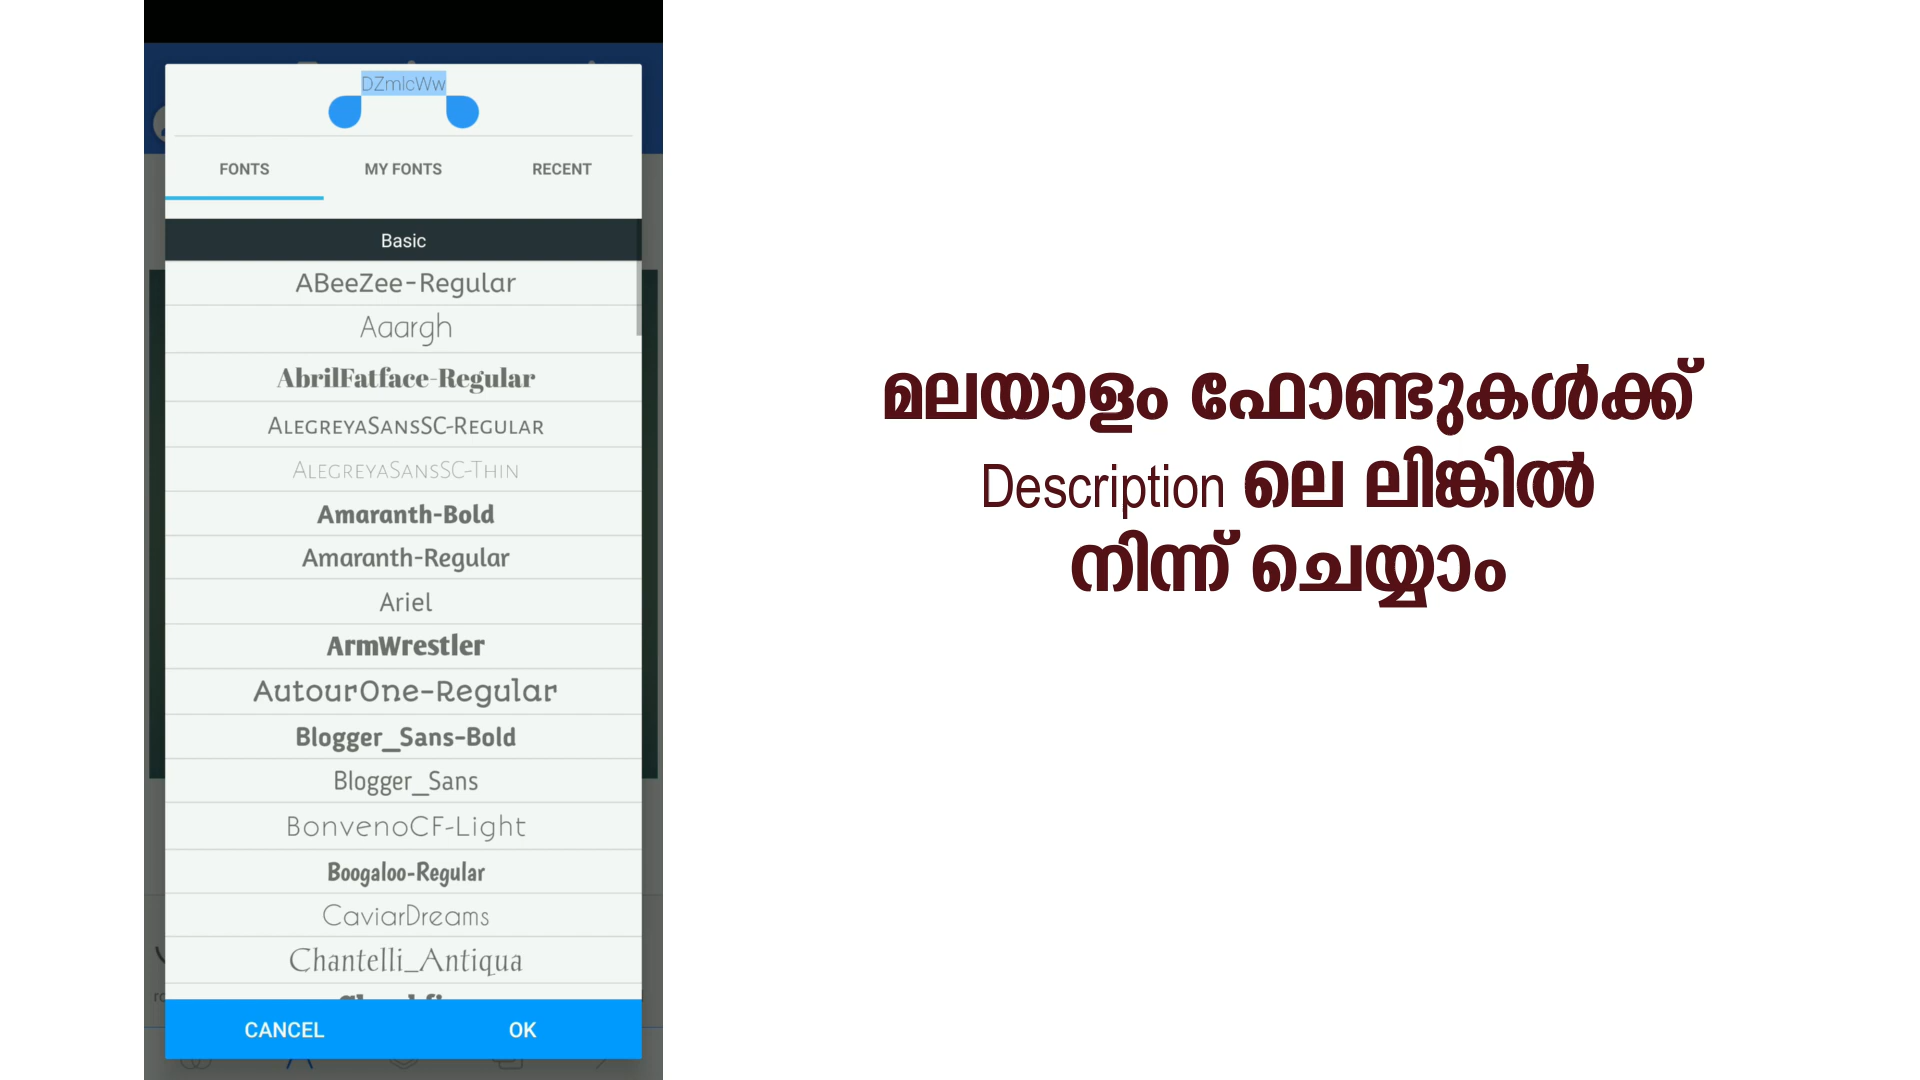 DZmlcWw
FONTS MY FONTS RECENT
Basic
ABeeZee-Regular
Aaargh
AbrilFatface-Regular
AlegreyaSansSC-Regular
AlegreyaSansSC-Thin
Amaranth-Bold
Amaranth-Regular
Ariel
ArmWrestler
AutourOne-Regular
Blogger_Sans-Bold
Blogger_Sans
BonvenoCF-Light
Boogaloo-Regular
CaviarDreams
Chantelli_Antiqua
CANCEL OK
മലയാളം ഫോണ്ടുകൾക്ക്
Description ലെ ലിങ്കിൽ
നിന്ന് ചെയ്യാം